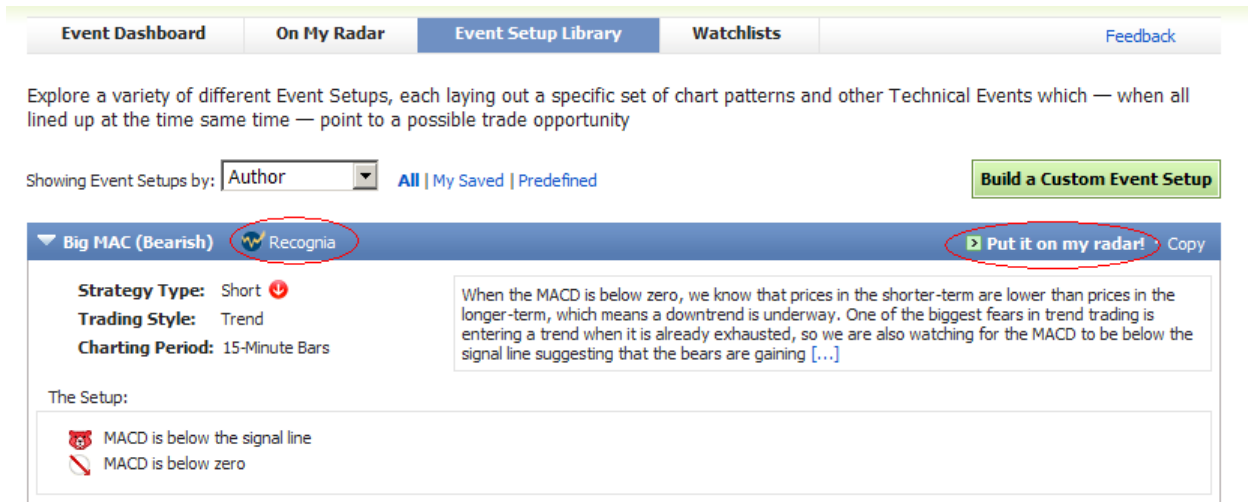 Event Dashboard On My Radar Event Setup Library Watchlists Feedback
Explore a variety of different Event Setups, each laying out a specific set of chart patterns and other Technical Events which — when all
lined up at the time same time — point to a possible trade opportunity
Showing Event Setups by: Author All | My Saved | Predefined Build a Custom Event Setup
Big MAC (Bearish) Recognia Put it on my radar! Copy
Strategy Type: Short
Trading Style: Trend
Charting Period: 15-Minute Bars
When the MACD is below zero, we know that prices in the shorter-term are lower than prices in the
longer-term, which means a downtrend is underway. One of the biggest fears in trend trading is
entering a trend when it is already exhausted, so we are also watching for the MACD to be below the
signal line suggesting that the bears are gaining [...]
The Setup:
MACD is below the signal line
MACD is below zero